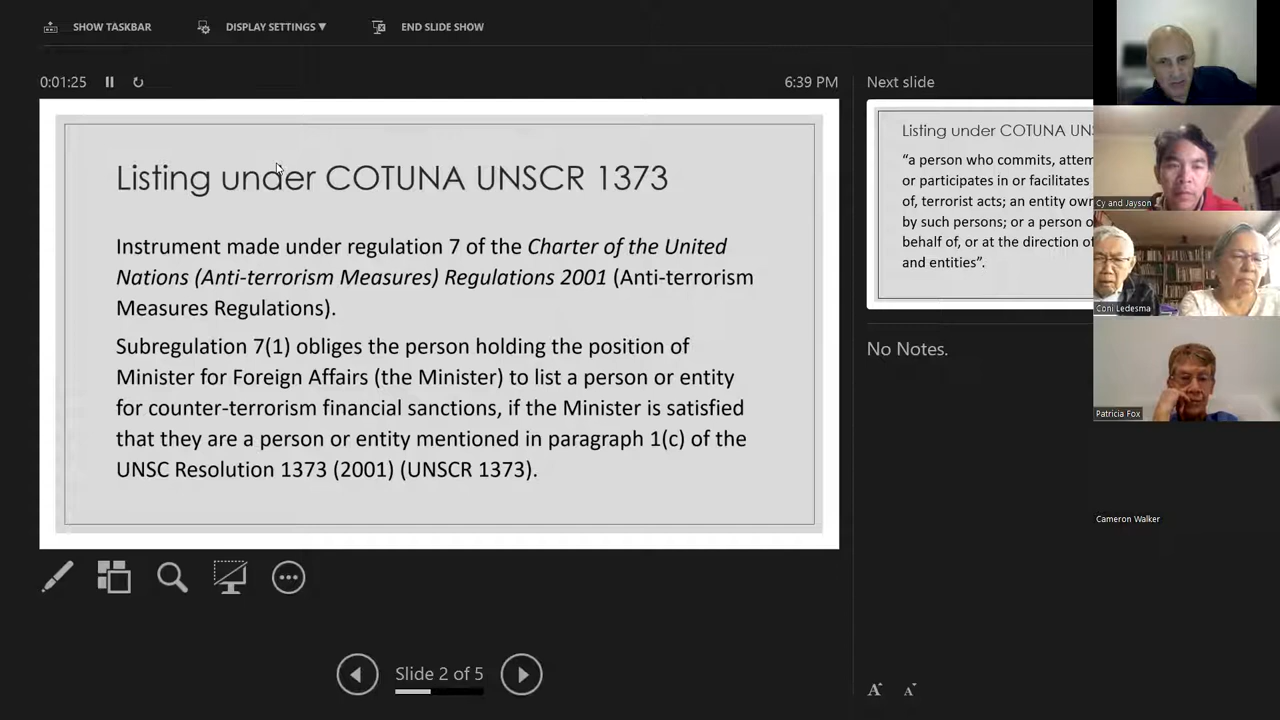 SHOW TASKBAR
DISPLAY SETTINGS ▼
END SLIDE SHOW
0:01:25
6:39 PM
Listing under COTUNA UNSCR 1373
Instrument made under regulation 7 of the Charter of the United
Nations (Anti-terrorism Measures) Regulations 2001 (Anti-terrorism
Measures Regulations).
Subregulation 7(1) obliges the person holding the position of
Minister for Foreign Affairs (the Minister) to list a person or entity
for counter-terrorism financial sanctions, if the Minister is satisfied
that they are a person or entity mentioned in paragraph 1(c) of the
UNSC Resolution 1373 (2001) (UNSCR 1373).
Slide 2 of 5
Next slide
Listing under COTUNA UN
“a person who commits, attem
or participates in or facilitates
of, terrorist acts; an entity ow
by such persons; or a person o
behalf of, or at the direction of
and entities”.
No Notes.
A
A
Cy and Jayson
Coni Ledesma
Patricia Fox
Cameron Walker